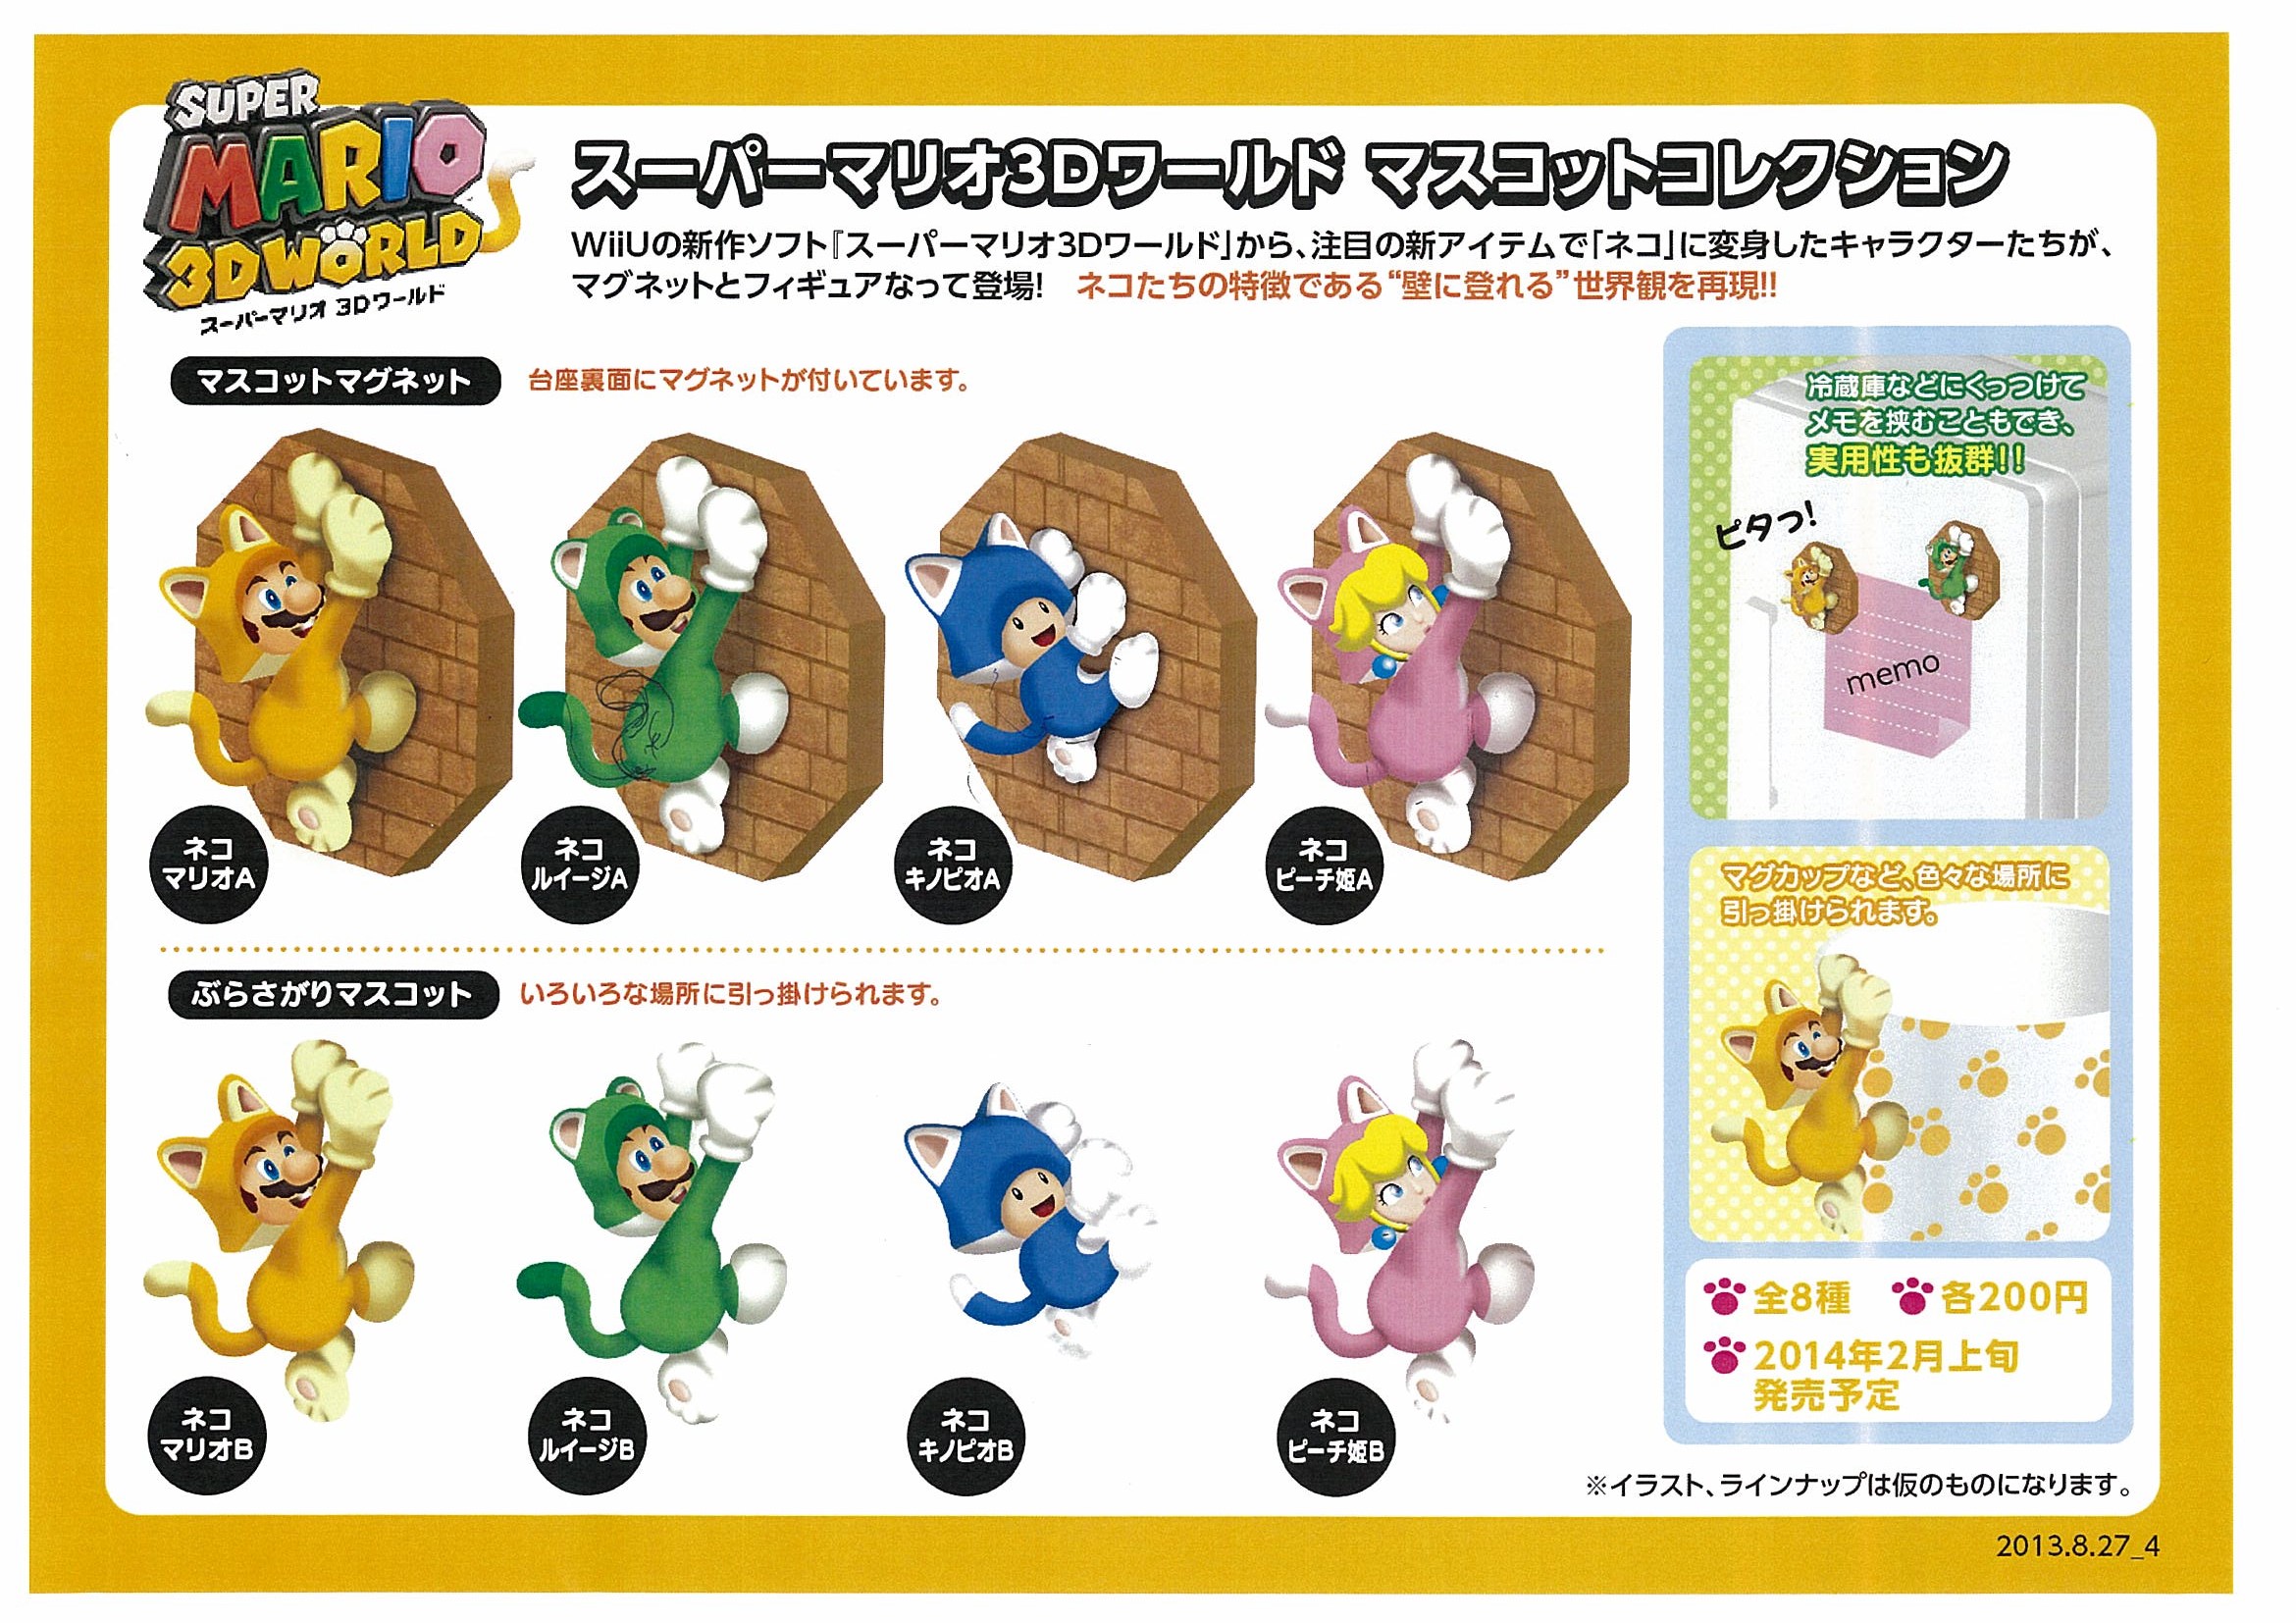 SUPER
MARIO
3DWORLD
スーパーマリオ 3Dワールド
スーパーマリオ3Dワールド マスコットコレクション
WiiUの新作ソフト『スーパーマリオ3Dワールド』から、注目の新アイテムで「ネコ」に変身したキャラクターたちが、
マグネットとフィギュアなって登場! ネコたちの特徴である“壁に登れる”世界観を再現!!
マスコットマグネット 台座裏面にマグネットが付いています。
ネコ
マリオA
ネコ
ルイージA
ネコ
キノピオA
ネコ
ピーチ姫A
ぶらさがりマスコット いろいろな場所に引っ掛けられます。
ネコ
マリオB
ネコ
ルイージB
ネコ
キノピオB
ネコ
ピーチ姫B
冷蔵庫などにくっつけて
メモを挟むこともでき、
実用性も抜群!!
ピタっ!
memo
マグカップなど、色々な場所に
引っ掛けられます。
全8種 各200円
2014年2月上旬
発売予定
※イラスト、ラインナップは仮のものになります。
2013.8.27_4